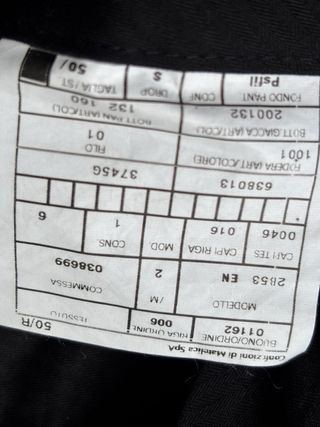 Confezioni di Matelica SpA
BUONO/ORDINE RIGA ORDINE TESSUTO
01162 006 50/R
MODELLO /M COMMESSA
2B53 EN 2 038699
CAPI TES CAPI RIGA MOD. CONS.
0046 016 1 6
638013 3745G
FODERA (ART./COLORE) FILO
1001 01
BOTT GIACCA (ART/COL) BOTT PAN (ART/COL)
200132 132 160
FONDO PANT CONF DROP TAGLIA / ST.
Psfil S 50/